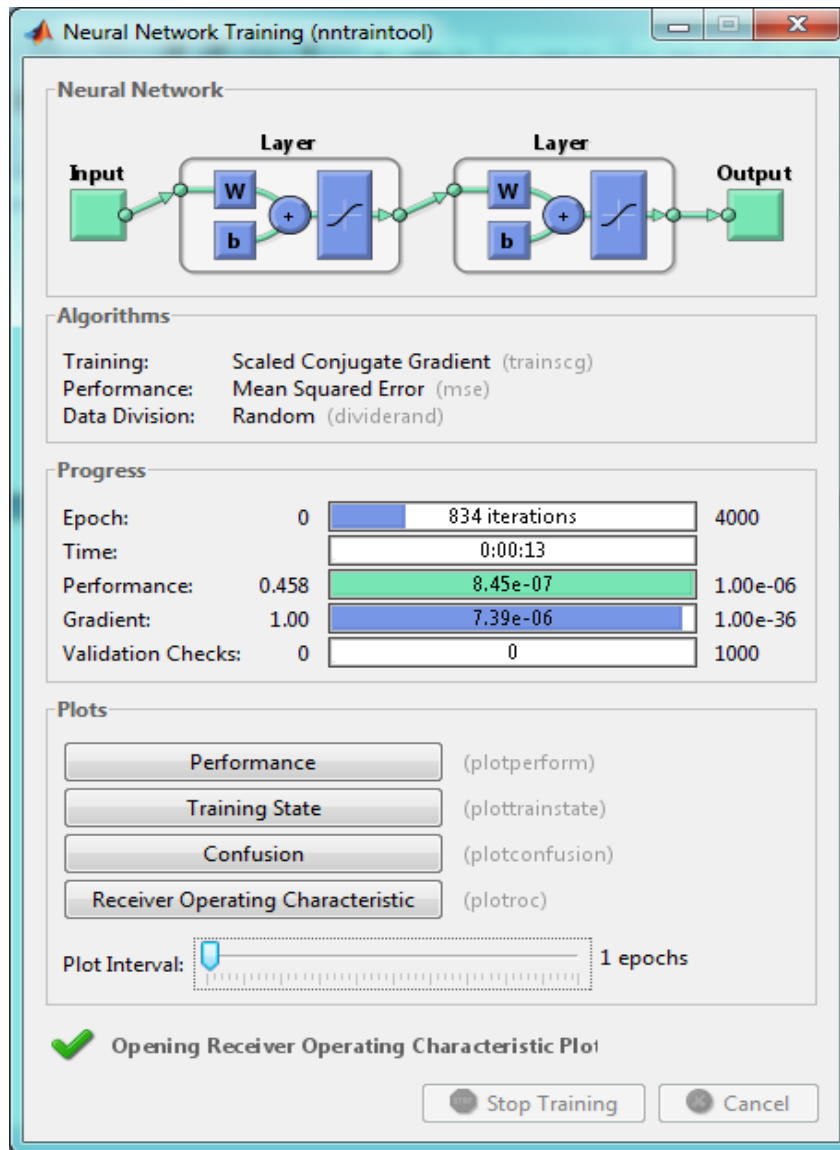 Neural Network Training (nntraintool)
Neural Network
Layer Layer
Input Output
W W
+ +
b b
Algorithms
Training: Scaled Conjugate Gradient (trainscg)
Performance: Mean Squared Error (mse)
Data Division: Random (dividerand)
Progress
Epoch: 0 834 iterations 4000
Time: 0:00:13
Performance: 0.458 8.45e-07 1.00e-06
Gradient: 1.00 7.39e-06 1.00e-36
Validation Checks: 0 0 1000
Plots
Performance (plotperform)
Training State (plottrainstate)
Confusion (plotconfusion)
Receiver Operating Characteristic (plotroc)
Plot Interval: 1 epochs
Opening Receiver Operating Characteristic Plot
Stop Training Cancel